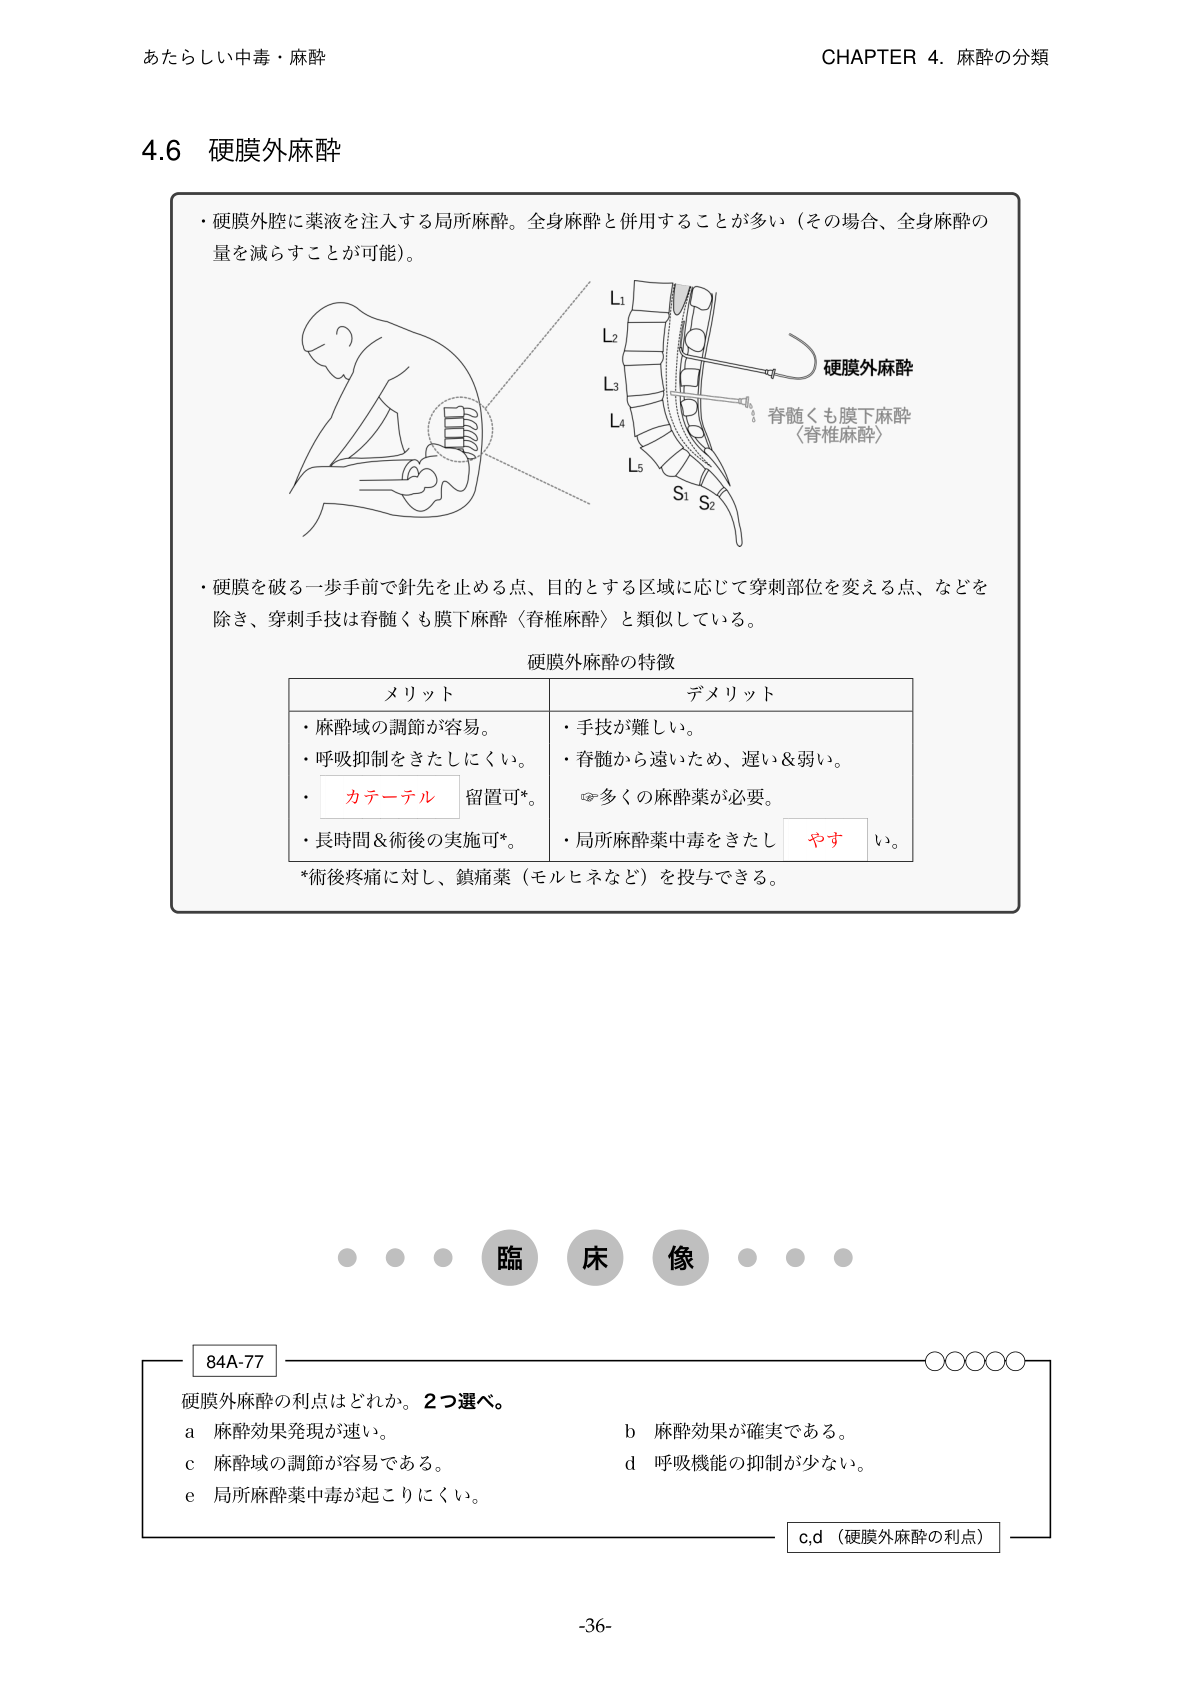 あたらしい中毒・麻酔
CHAPTER 4. 麻酔の分類
4.6 硬膜外麻酔
・硬膜外腔に薬液を注入する局所麻酔。全身麻酔と併用することが多い（その場合、全身麻酔の
量を減らすことが可能）。
L1
L2
L3
L4
L5
S1 S2
硬膜外麻酔
脊髄くも膜下麻酔
〈脊椎麻酔〉
・硬膜を破る一歩手前で針先を止める点、目的とする区域に応じて穿刺部位を変える点、などを
除き、穿刺手技は脊髄くも膜下麻酔〈脊椎麻酔〉と類似している。
硬膜外麻酔の特徴
メリット デメリット
・麻酔域の調節が容易。 ・手技が難しい。
・呼吸抑制をきたしにくい。 ・脊髄から遠いため、遅い＆弱い。
・ カテーテル 留置可*。 ☞多くの麻酔薬が必要。
・長時間＆術後の実施可*。 ・局所麻酔薬中毒をきたし やす い。
*術後疼痛に対し、鎮痛薬（モルヒネなど）を投与できる。
臨 床 像
84A-77
硬膜外麻酔の利点はどれか。2つ選べ。
a 麻酔効果発現が速い。 b 麻酔効果が確実である。
c 麻酔域の調節が容易である。 d 呼吸機能の抑制が少ない。
e 局所麻酔薬中毒が起こりにくい。
c,d （硬膜外麻酔の利点）
-36-